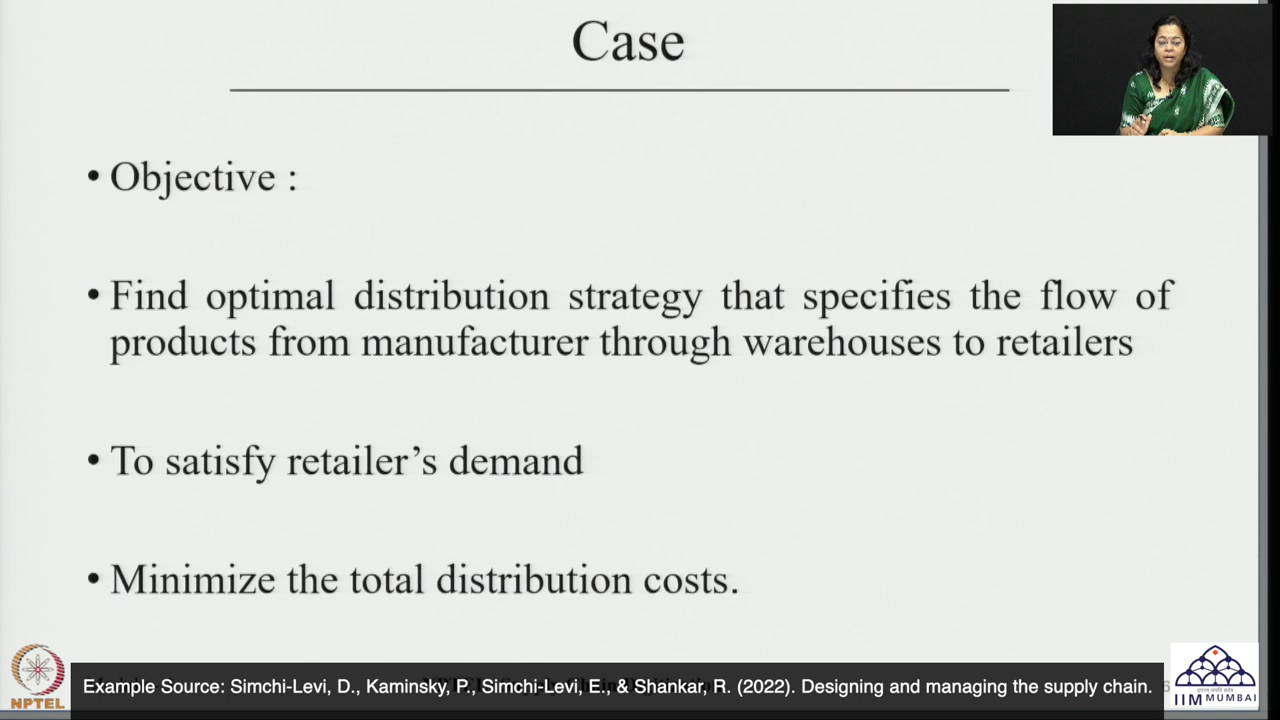 Case
• Objective :
• Find optimal distribution strategy that specifies the flow of
products from manufacturer through warehouses to retailers
• To satisfy retailer’s demand
• Minimize the total distribution costs.
Example Source: Simchi-Levi, D., Kaminsky, P., Simchi-Levi, E., & Shankar, R. (2022). Designing and managing the supply chain.
NPTEL
IIM MUMBAI